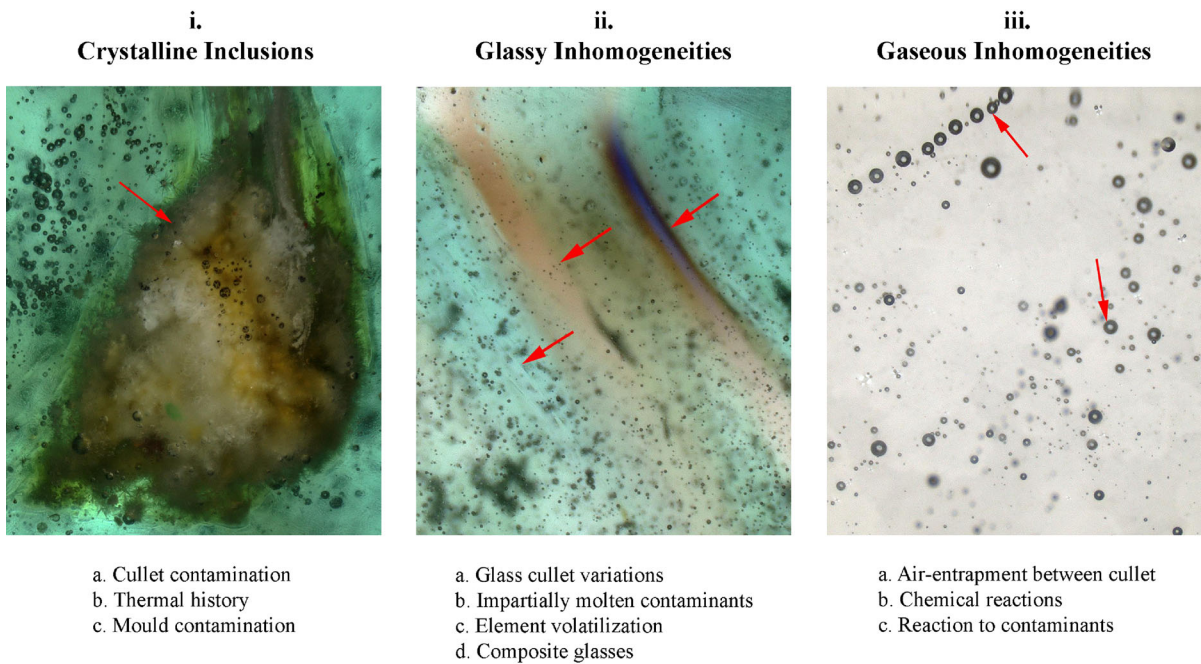 i.
Crystalline Inclusions
ii.
Glassy Inhomogeneities
iii.
Gaseous Inhomogeneities
a. Cullet contamination
b. Thermal history
c. Mould contamination
a. Glass cullet variations
b. Impartially molten contaminants
c. Element volatilization
d. Composite glasses
a. Air-entrapment between cullet
b. Chemical reactions
c. Reaction to contaminants